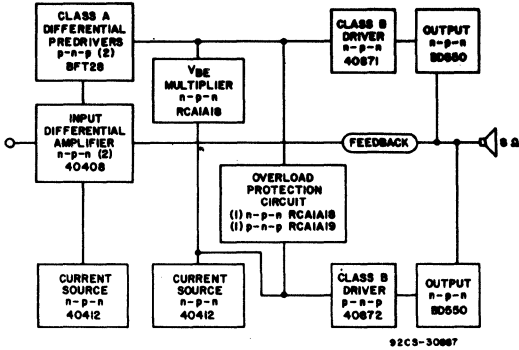 CLASS A
DIFFERENTIAL
PREDRIVERS
p-n-p (2)
BFT28
VBE
MULTIPLIER
n-p-n
RCA1A18
CLASS B
DRIVER
n-p-n
40871
OUTPUT
n-p-n
BD550
INPUT
DIFFERENTIAL
AMPLIFIER
n-p-n (2)
40408
FEEDBACK
8 Ω
OVERLOAD
PROTECTION
CIRCUIT
(1) n-p-n RCA1A18
(1) p-n-p RCA1A19
CURRENT
SOURCE
n-p-n
40412
CURRENT
SOURCE
n-p-n
40412
CLASS B
DRIVER
p-n-p
40872
OUTPUT
n-p-n
BD550
92CS-30887